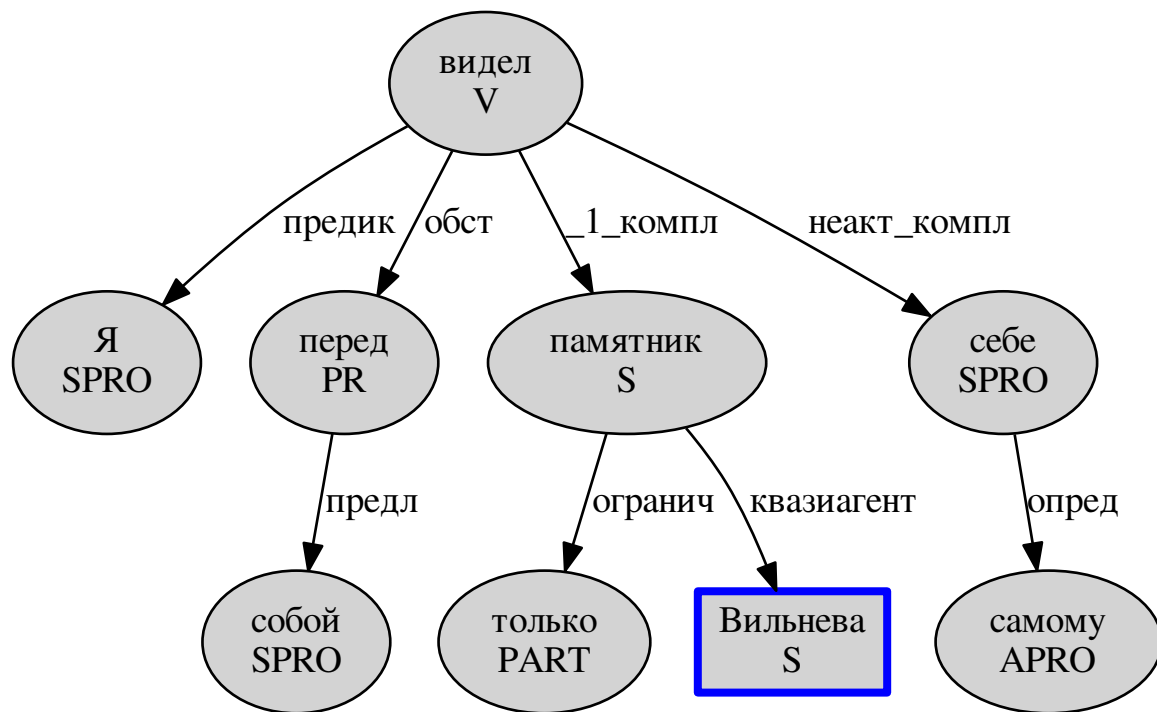 видел
V
предик
обст
_1_компл
неакт_компл
Я
SPRO
перед
PR
памятник
S
себе
SPRO
предл
огранич
квазиагент
опред
собой
SPRO
только
PART
Вильнева
S
самому
APRO